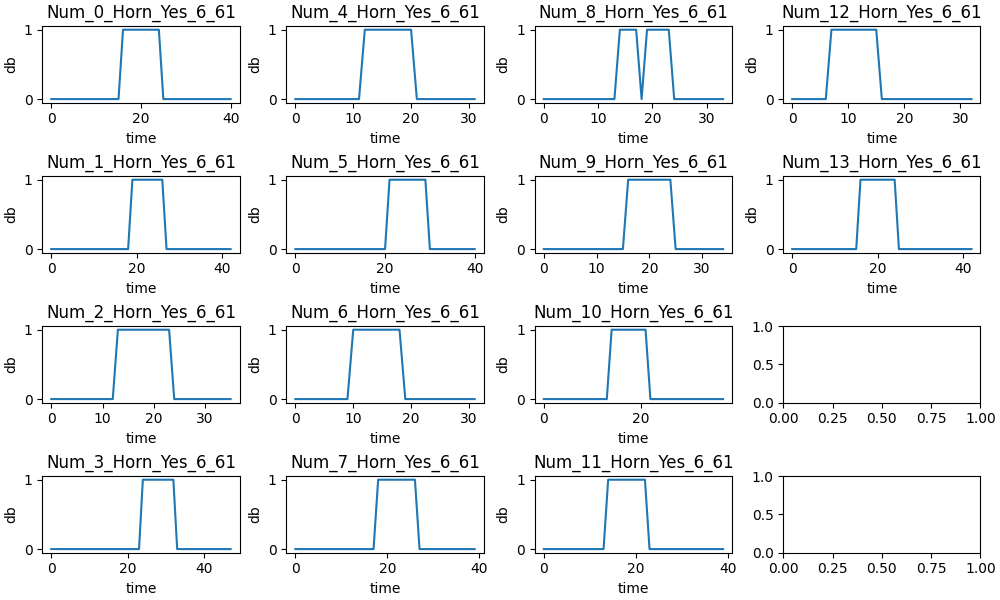 Num_0_Horn_Yes_6_61
1
db
0
0 20 40
time
Num_4_Horn_Yes_6_61
1
db
0
0 10 20 30
time
Num_8_Horn_Yes_6_61
1
db
0
0 10 20 30
time
Num_12_Horn_Yes_6_61
1
db
0
0 10 20 30
time
Num_1_Horn_Yes_6_61
1
db
0
0 20 40
time
Num_5_Horn_Yes_6_61
1
db
0
0 20 40
time
Num_9_Horn_Yes_6_61
1
db
0
0 10 20 30
time
Num_13_Horn_Yes_6_61
1
db
0
0 20 40
time
Num_2_Horn_Yes_6_61
1
db
0
0 10 20 30
time
Num_6_Horn_Yes_6_61
1
db
0
0 10 20 30
time
Num_10_Horn_Yes_6_61
1
db
0
0 20
time
1.0
0.5
0.0
0.00 0.25 0.50 0.75 1.00
Num_3_Horn_Yes_6_61
1
db
0
0 20 40
time
Num_7_Horn_Yes_6_61
1
db
0
0 20 40
time
Num_11_Horn_Yes_6_61
1
db
0
0 20 40
time
1.0
0.5
0.0
0.00 0.25 0.50 0.75 1.00